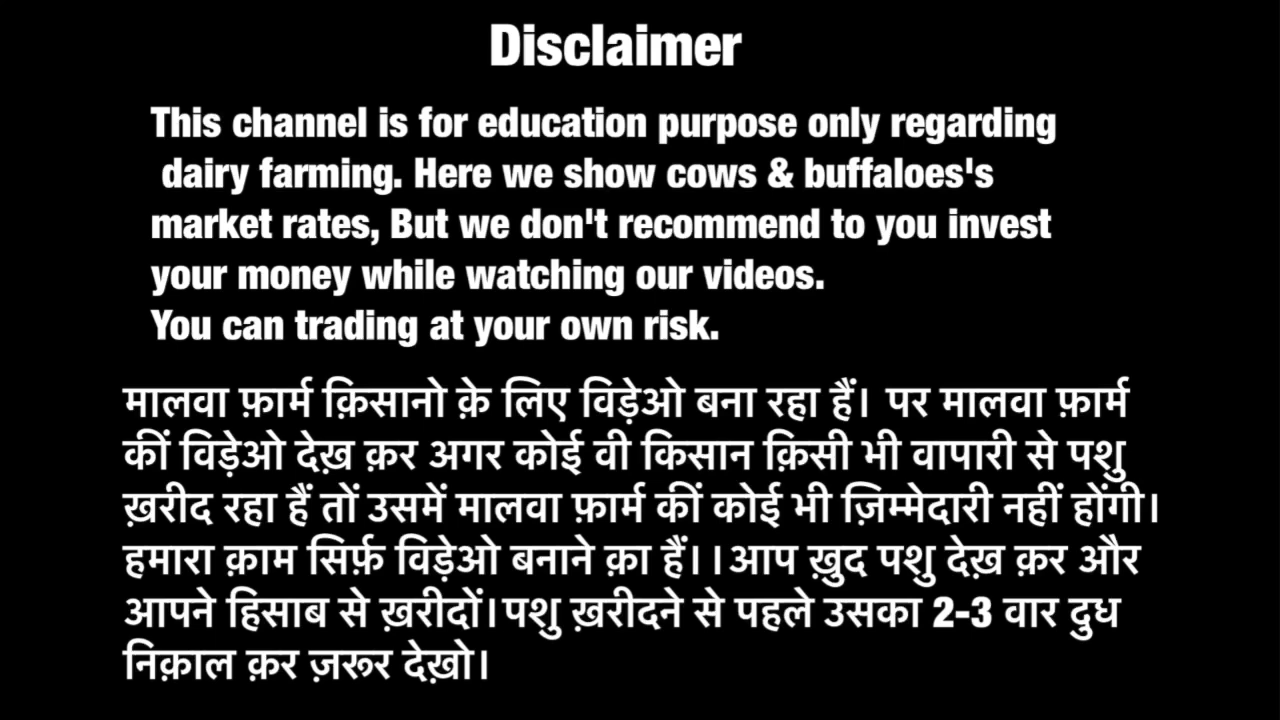 Disclaimer
This channel is for education purpose only regarding
dairy farming. Here we show cows & buffaloes's
market rates, But we don't recommend to you invest
your money while watching our videos.
You can trading at your own risk.
मालवा फ़ार्म क़िसानो क़े लिए विड़ेओ बना रहा हैं। पर मालवा फ़ार्म
कीं विड़ेओ देख़ क़र अगर कोई वी किसान क़िसी भी वापारी से पशु
ख़रीद रहा हैं तों उसमें मालवा फ़ार्म कीं कोई भी ज़िम्मेदारी नहीं होंगी।
हमारा क़ाम सिर्फ़ विड़ेओ बनाने क़ा हैं।।आप ख़ुद पशु देख़ क़र और
आपने हिसाब से ख़रीदों।पशु ख़रीदने से पहले उसका 2-3 वार दुध
निक़ाल क़र ज़रूर देख़ो।